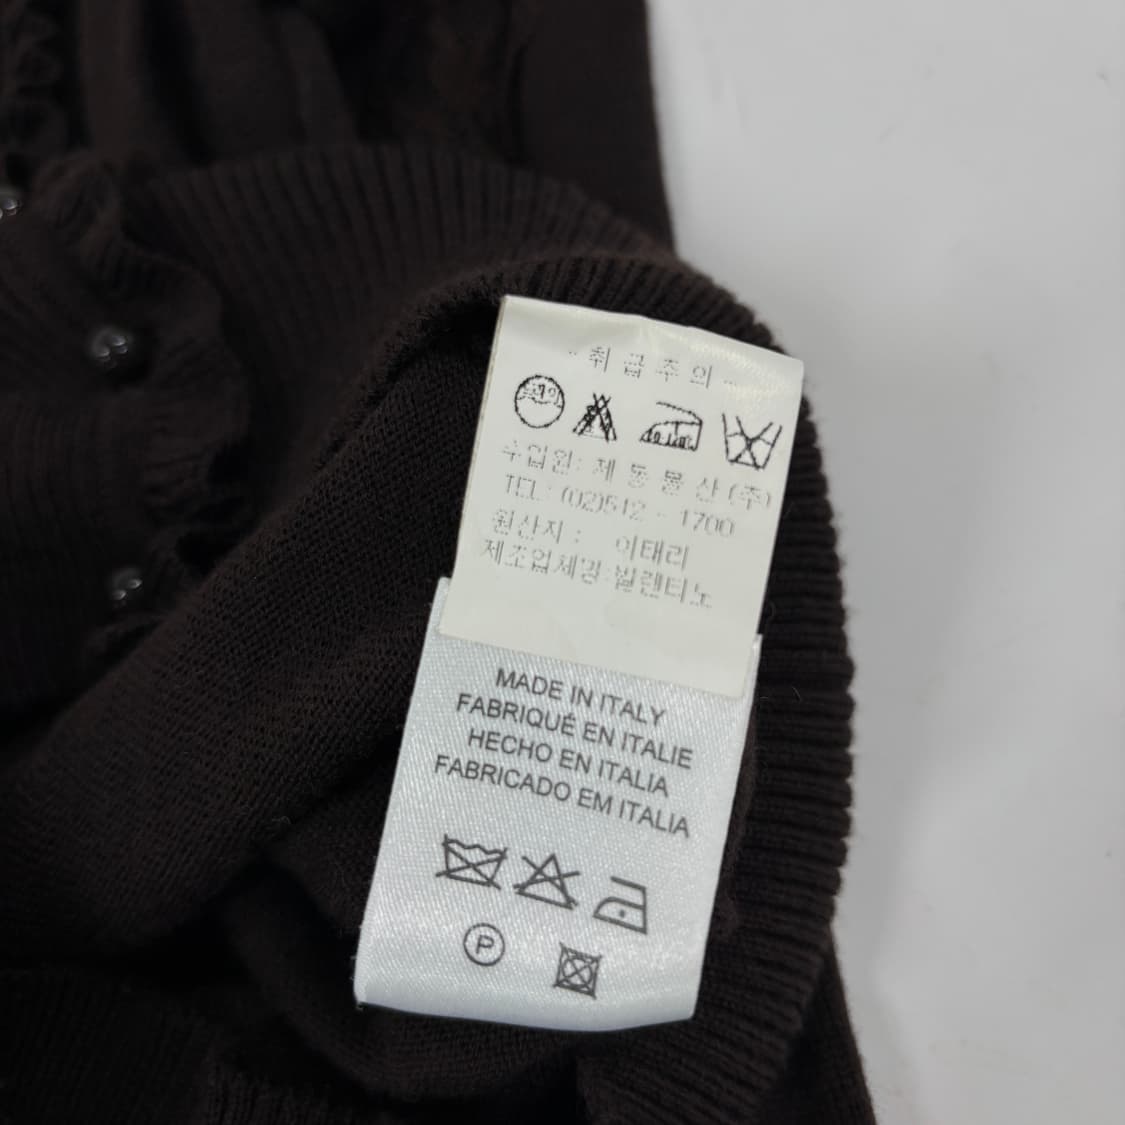 취급주의
수입원: 제동물산(주)
TEL: (02)512 - 1700
원산지 : 이태리
제조업체명:발렌티노
MADE IN ITALY
FABRIQUÉ EN ITALIE
HECHO EN ITALIA
FABRICADO EM ITALIA
P